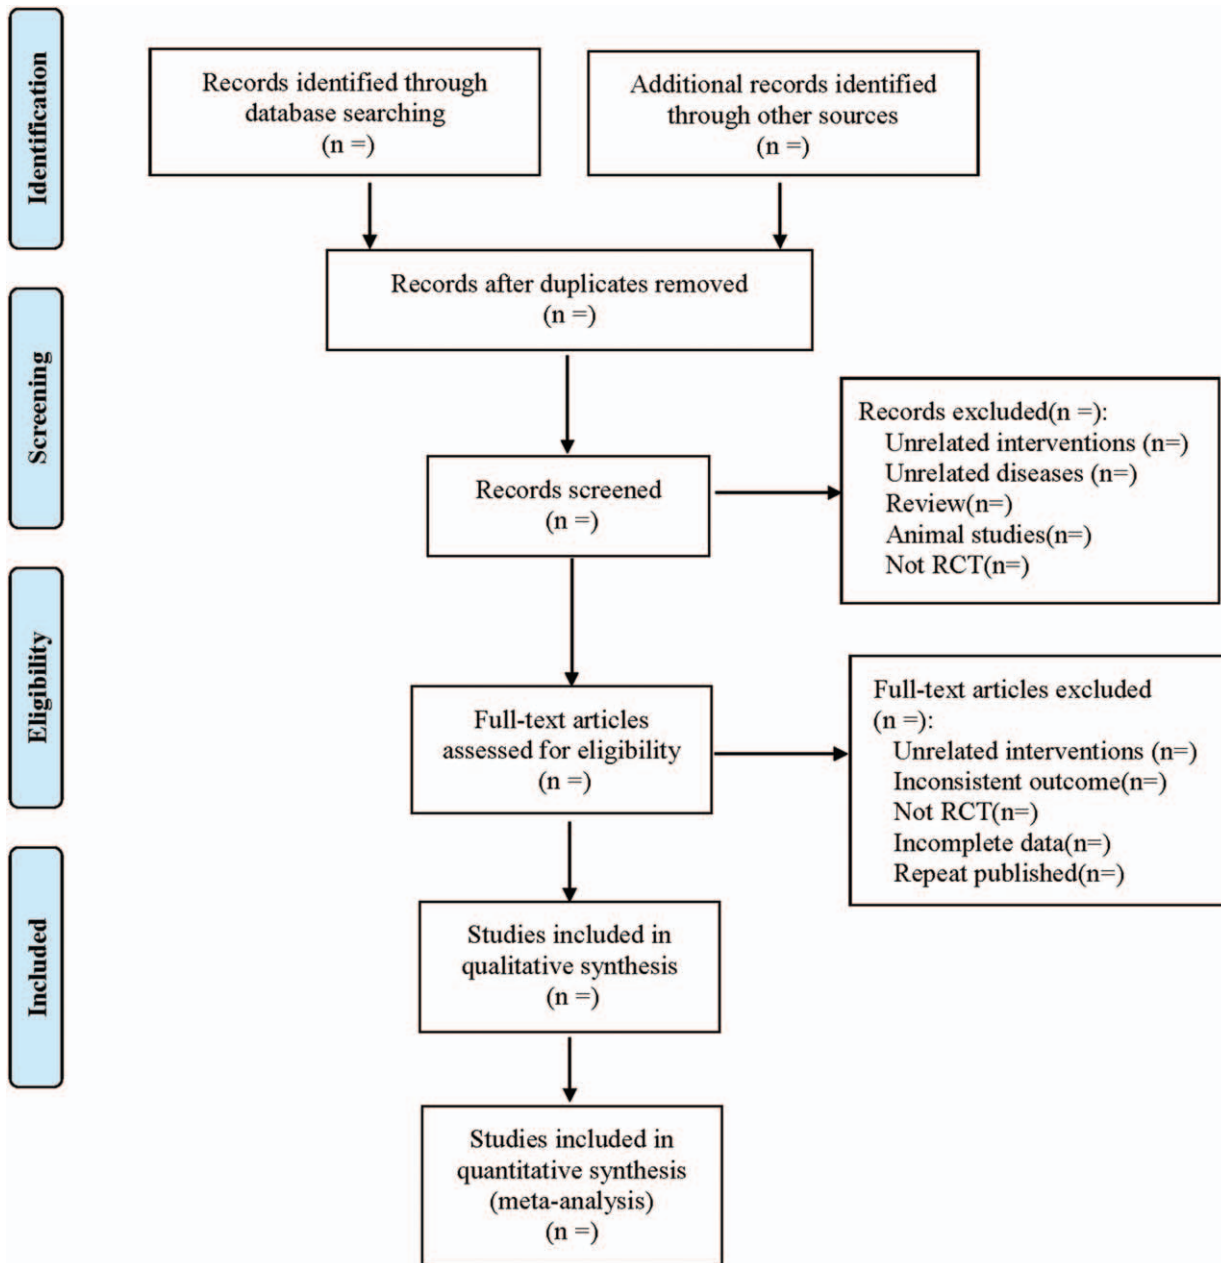 Identification
Records identified through
database searching
(n =)
Additional records identified
through other sources
(n =)
Records after duplicates removed
(n =)
Screening
Records screened
(n =)
Records excluded(n =):
Unrelated interventions (n=)
Unrelated diseases (n=)
Review(n=)
Animal studies(n=)
Not RCT(n=)
Eligibility
Full-text articles
assessed for eligibility
(n =)
Full-text articles excluded
(n =):
Unrelated interventions (n=)
Inconsistent outcome(n=)
Not RCT(n=)
Incomplete data(n=)
Repeat published(n=)
Included
Studies included in
qualitative synthesis
(n =)
Studies included in
quantitative synthesis
(meta-analysis)
(n =)